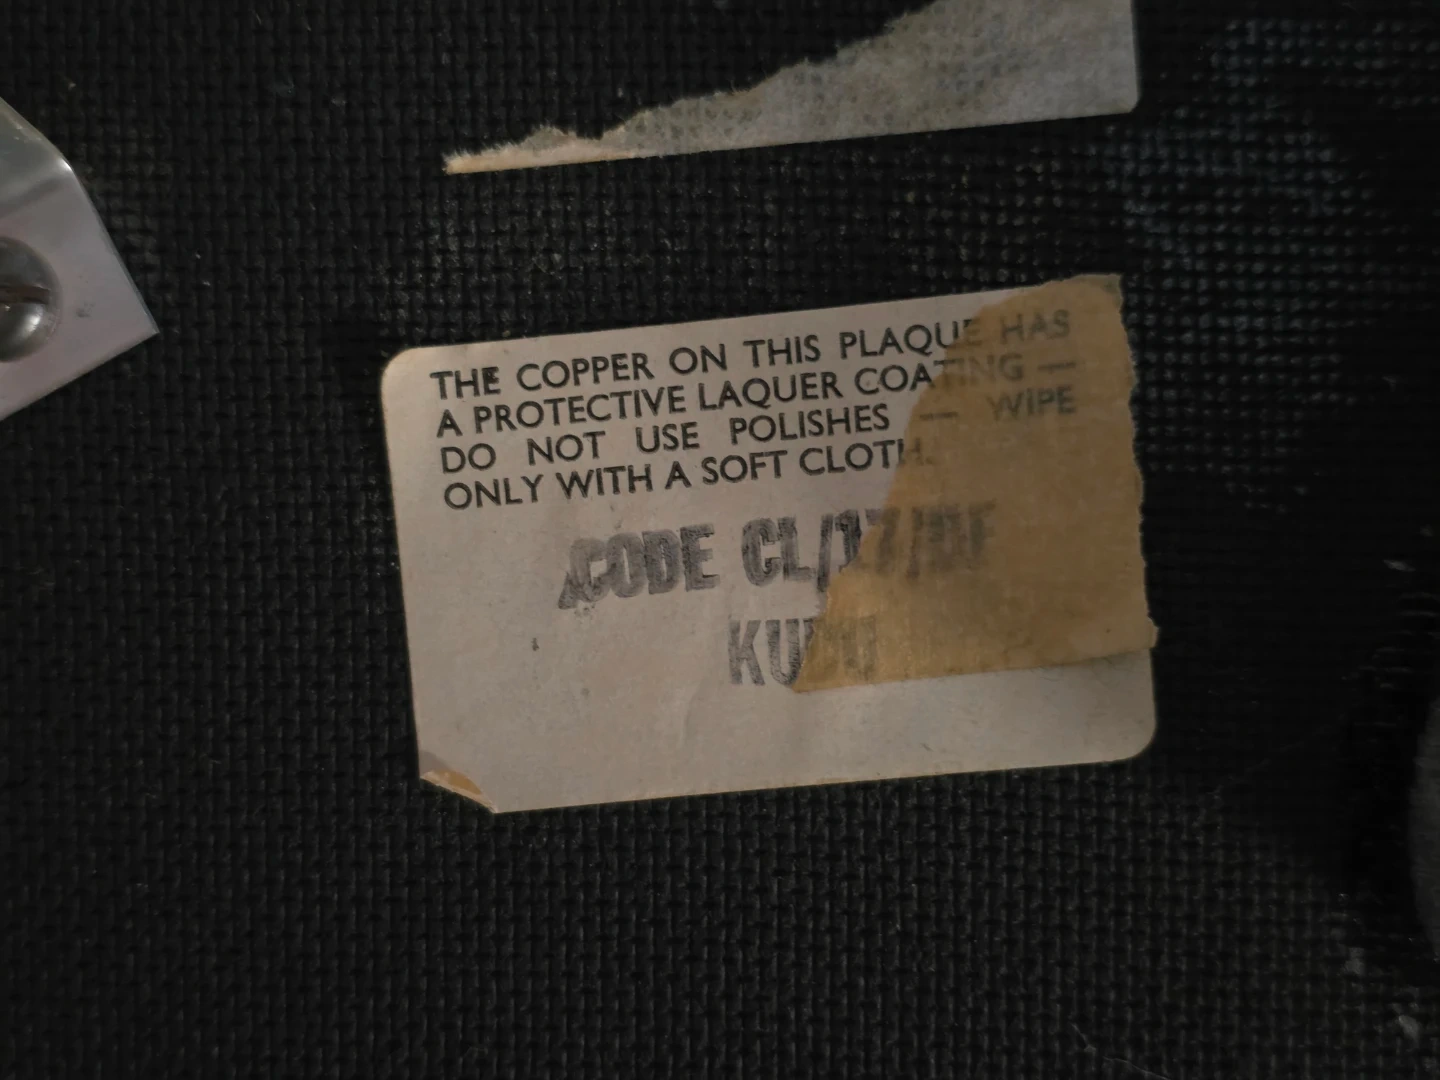 THE COPPER ON THIS PLAQUE HAS
A PROTECTIVE LAQUER COATING —
DO NOT USE POLISHES — WIPE
ONLY WITH A SOFT CLOTH.
CODE